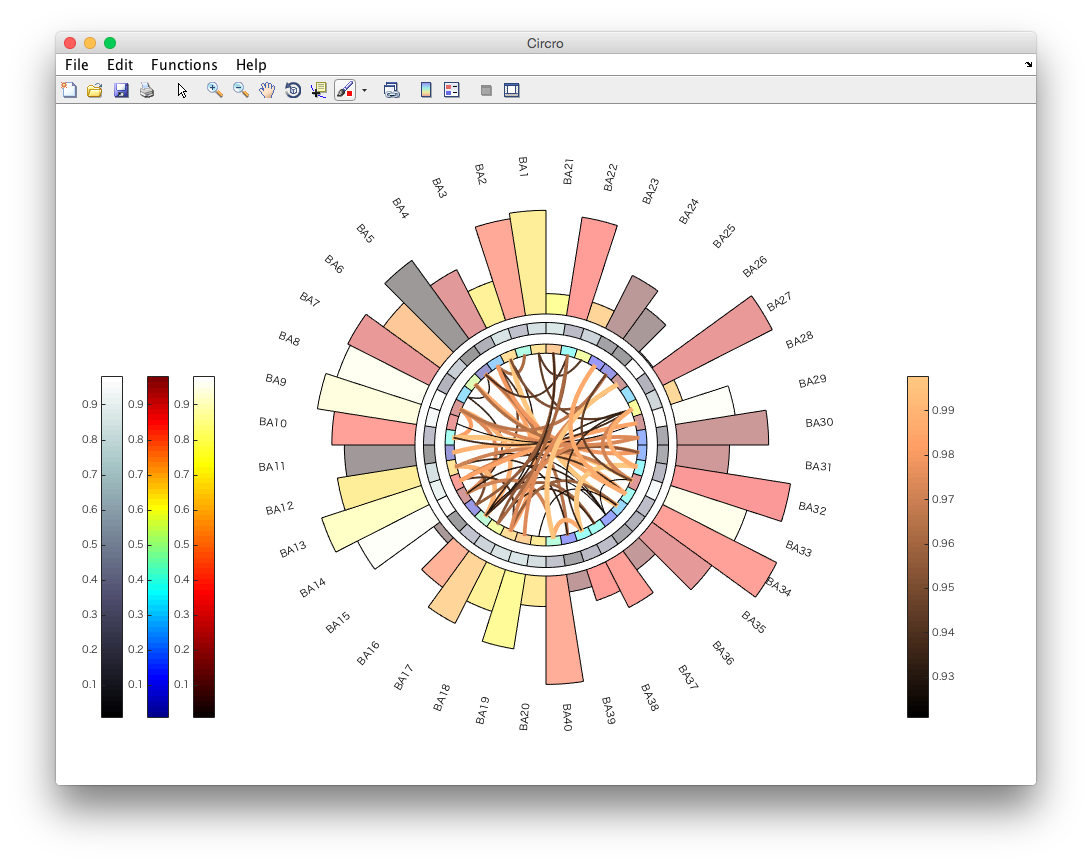 Circro
File Edit Functions Help
BA1
BA2
BA3
BA4
BA5
BA6
BA7
BA8
BA9
BA10
BA11
BA12
BA13
BA14
BA15
BA16
BA17
BA18
BA19
BA20
BA21
BA22
BA23
BA24
BA25
BA26
BA27
BA28
BA29
BA30
BA31
BA32
BA33
BA34
BA35
BA36
BA37
BA38
BA39
BA40
0.9 0.9 0.9
0.8 0.8 0.8
0.7 0.7 0.7
0.6 0.6 0.6
0.5 0.5 0.5
0.4 0.4 0.4
0.3 0.3 0.3
0.2 0.2 0.2
0.1 0.1 0.1
0.99
0.98
0.97
0.96
0.95
0.94
0.93